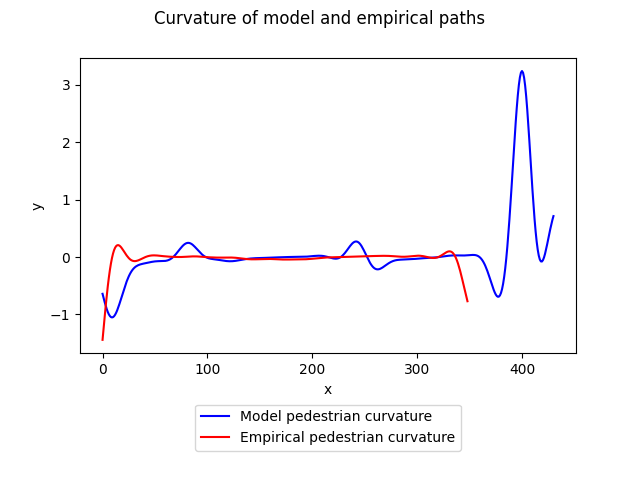 Curvature of model and empirical paths
3
2
1
0
−1
y
0 100 200 300 400
x
Model pedestrian curvature
Empirical pedestrian curvature